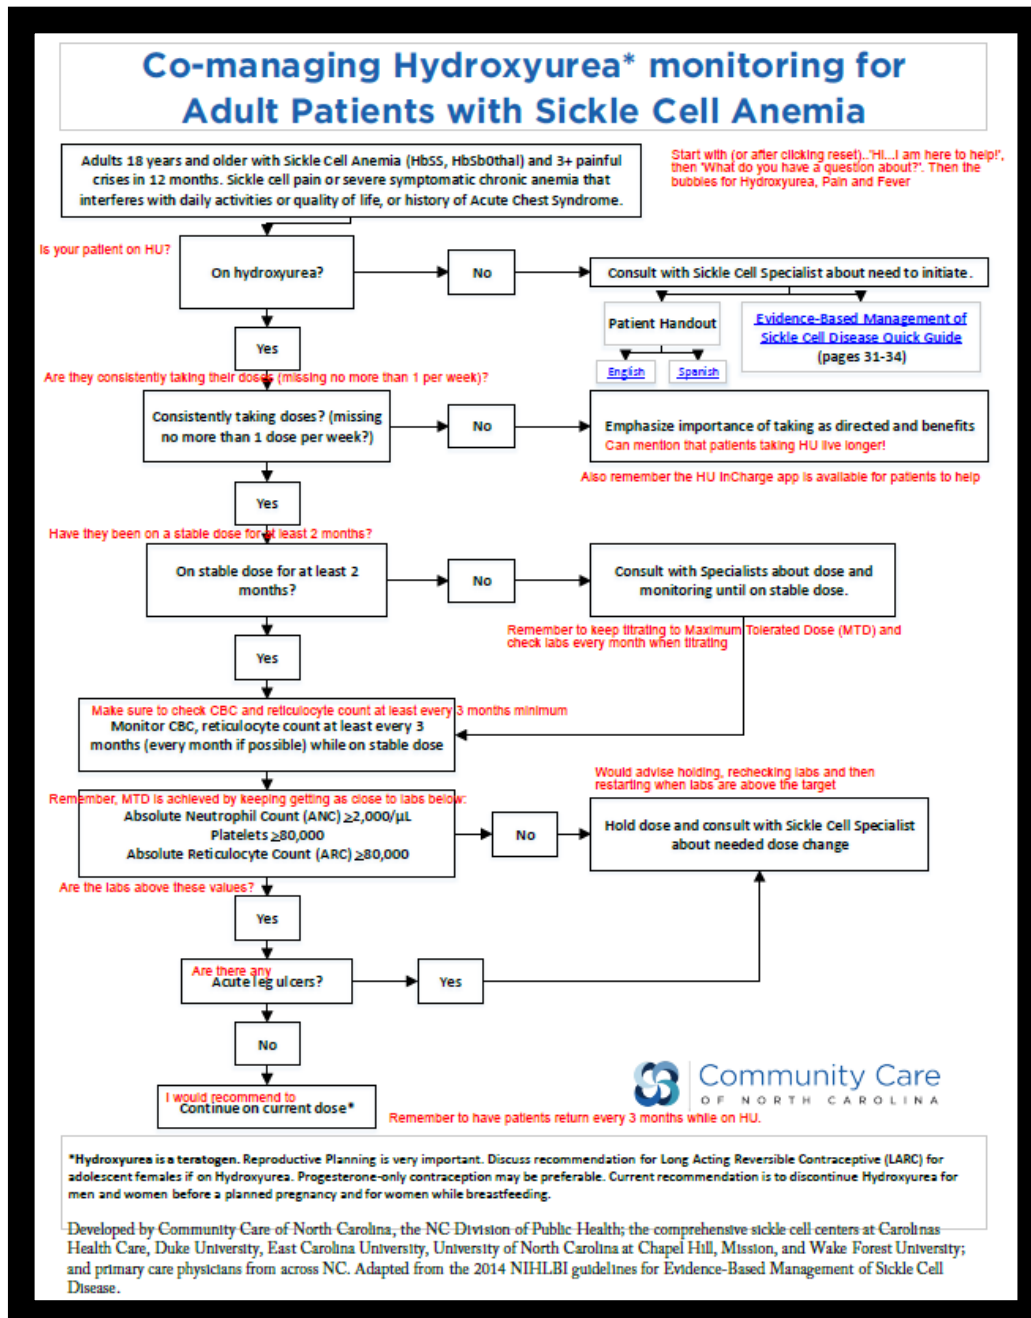 Co-managing Hydroxyurea* monitoring for
Adult Patients with Sickle Cell Anemia
Adults 18 years and older with Sickle Cell Anemia (HbSS, HbSb0thal) and 3+ painful
crises in 12 months. Sickle cell pain or severe symptomatic chronic anemia that
interferes with daily activities or quality of life, or history of Acute Chest Syndrome.
Start with (or after clicking reset)..'Hi...I am here to help!',
then 'What do you have a question about?'. Then the
bubbles for Hydroxyurea, Pain and Fever
Is your patient on HU?
On hydroxyurea?
No
Consult with Sickle Cell Specialist about need to initiate.
Patient Handout
English
Spanish
Evidence-Based Management of
Sickle Cell Disease Quick Guide
(pages 31-34)
Yes
Are they consistently taking their doses (missing no more than 1 per week)?
Consistently taking doses? (missing
no more than 1 dose per week?)
No
Emphasize importance of taking as directed and benefits
Can mention that patients taking HU live longer!
Also remember the HU InCharge app is available for patients to help
Yes
Have they been on a stable dose for at least 2 months?
On stable dose for at least 2
months?
No
Consult with Specialists about dose and
monitoring until on stable dose.
Remember to keep titrating to Maximum Tolerated Dose (MTD) and
check labs every month when titrating
Yes
Make sure to check CBC and reticulocyte count at least every 3 months minimum
Monitor CBC, reticulocyte count at least every 3
months (every month if possible) while on stable dose
Would advise holding, rechecking labs and then
restarting when labs are above the target
Remember, MTD is achieved by keeping getting as close to labs below:
Absolute Neutrophil Count (ANC) ≥2,000/µL
Platelets ≥80,000
Absolute Reticulocyte Count (ARC) ≥80,000
No
Hold dose and consult with Sickle Cell Specialist
about needed dose change
Are the labs above these values?
Yes
Are there any
Acute leg ulcers?
Yes
No
I would recommend to
Continue on current dose*
Remember to have patients return every 3 months while on HU.
Community Care
OF NORTH CAROLINA
*Hydroxyurea is a teratogen. Reproductive Planning is very important. Discuss recommendation for Long Acting Reversible Contraceptive (LARC) for
adolescent females if on Hydroxyurea. Progesterone-only contraception may be preferable. Current recommendation is to discontinue Hydroxyurea for
men and women before a planned pregnancy and for women while breastfeeding.
Developed by Community Care of North Carolina, the NC Division of Public Health; the comprehensive sickle cell centers at Carolinas
Health Care, Duke University, East Carolina University, University of North Carolina at Chapel Hill, Mission, and Wake Forest University;
and primary care physicians from across NC. Adapted from the 2014 NIHLBI guidelines for Evidence-Based Management of Sickle Cell
Disease.